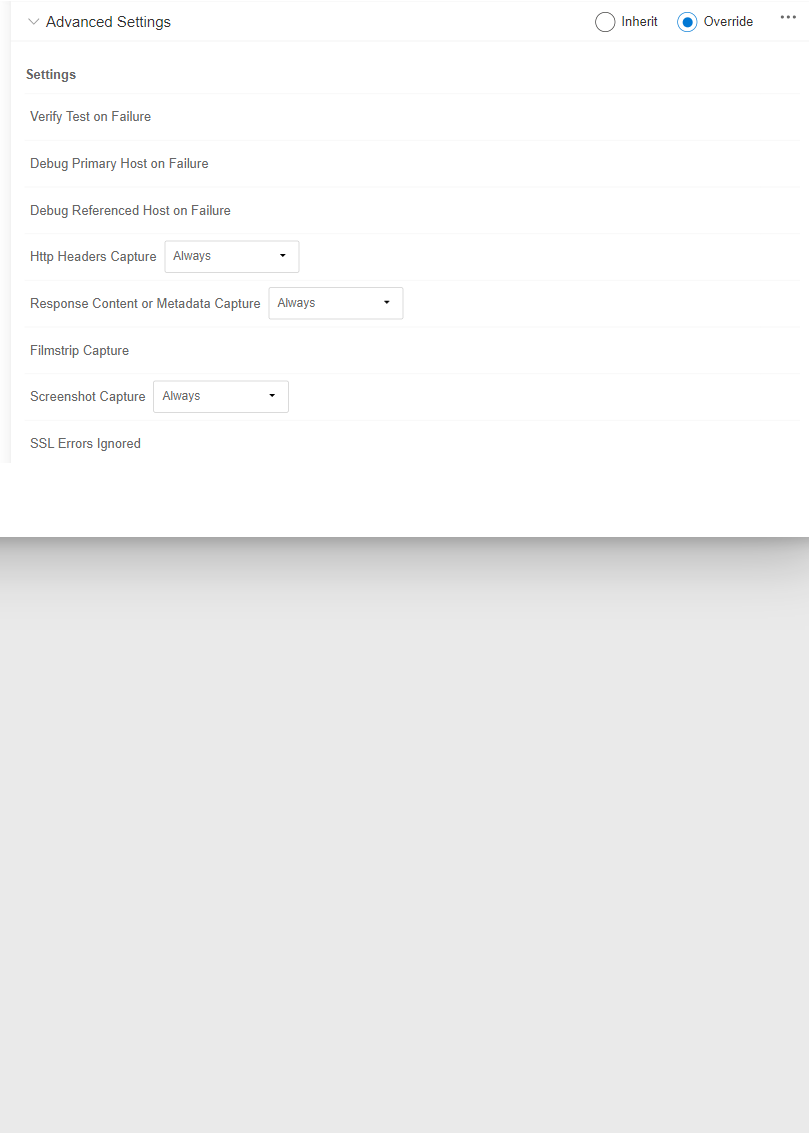 Advanced Settings Inherit Override ...
Settings
Verify Test on Failure
Debug Primary Host on Failure
Debug Referenced Host on Failure
Http Headers Capture Always
Response Content or Metadata Capture Always
Filmstrip Capture
Screenshot Capture Always
SSL Errors Ignored